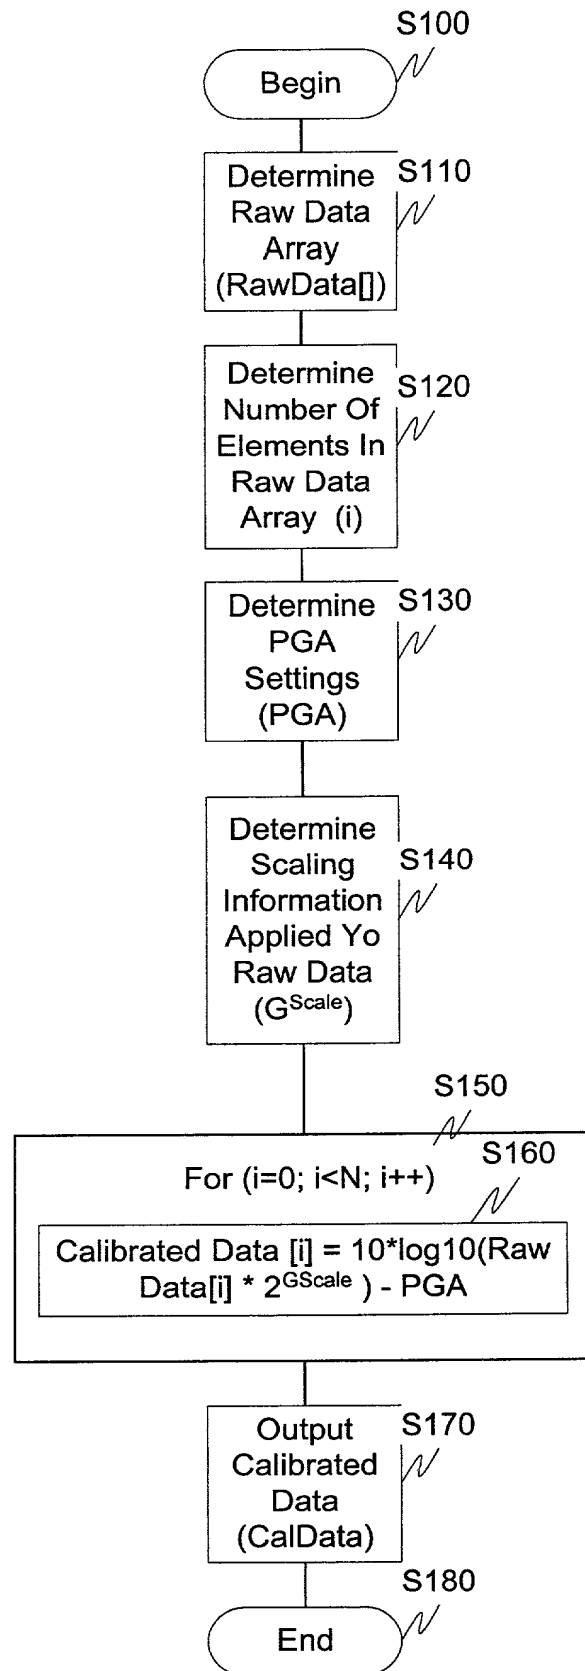 S100
Begin
S110
Determine
Raw Data
Array
(RawData[])
S120
Determine
Number Of
Elements In
Raw Data
Array (i)
S130
Determine
PGA
Settings
(PGA)
S140
Determine
Scaling
Information
Applied Yo
Raw Data
(G^Scale)
S150
For (i=0; i<N; i++)
S160
Calibrated Data [i] = 10*log10(Raw
Data[i] * 2^GScale ) - PGA
S170
Output
Calibrated
Data
(CalData)
S180
End